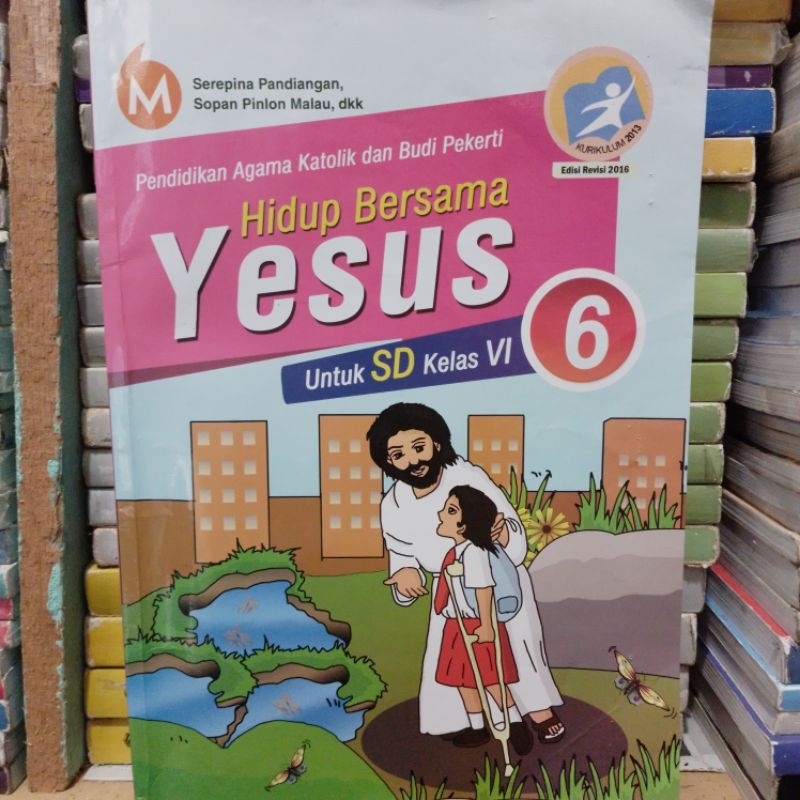 M
Serepina Pandiangan,
Sopan Pinlon Malau, dkk
KURIKULUM 2013
Edisi Revisi 2016
Pendidikan Agama Katolik dan Budi Pekerti
Hidup Bersama
Yesus
Untuk SD Kelas VI
6